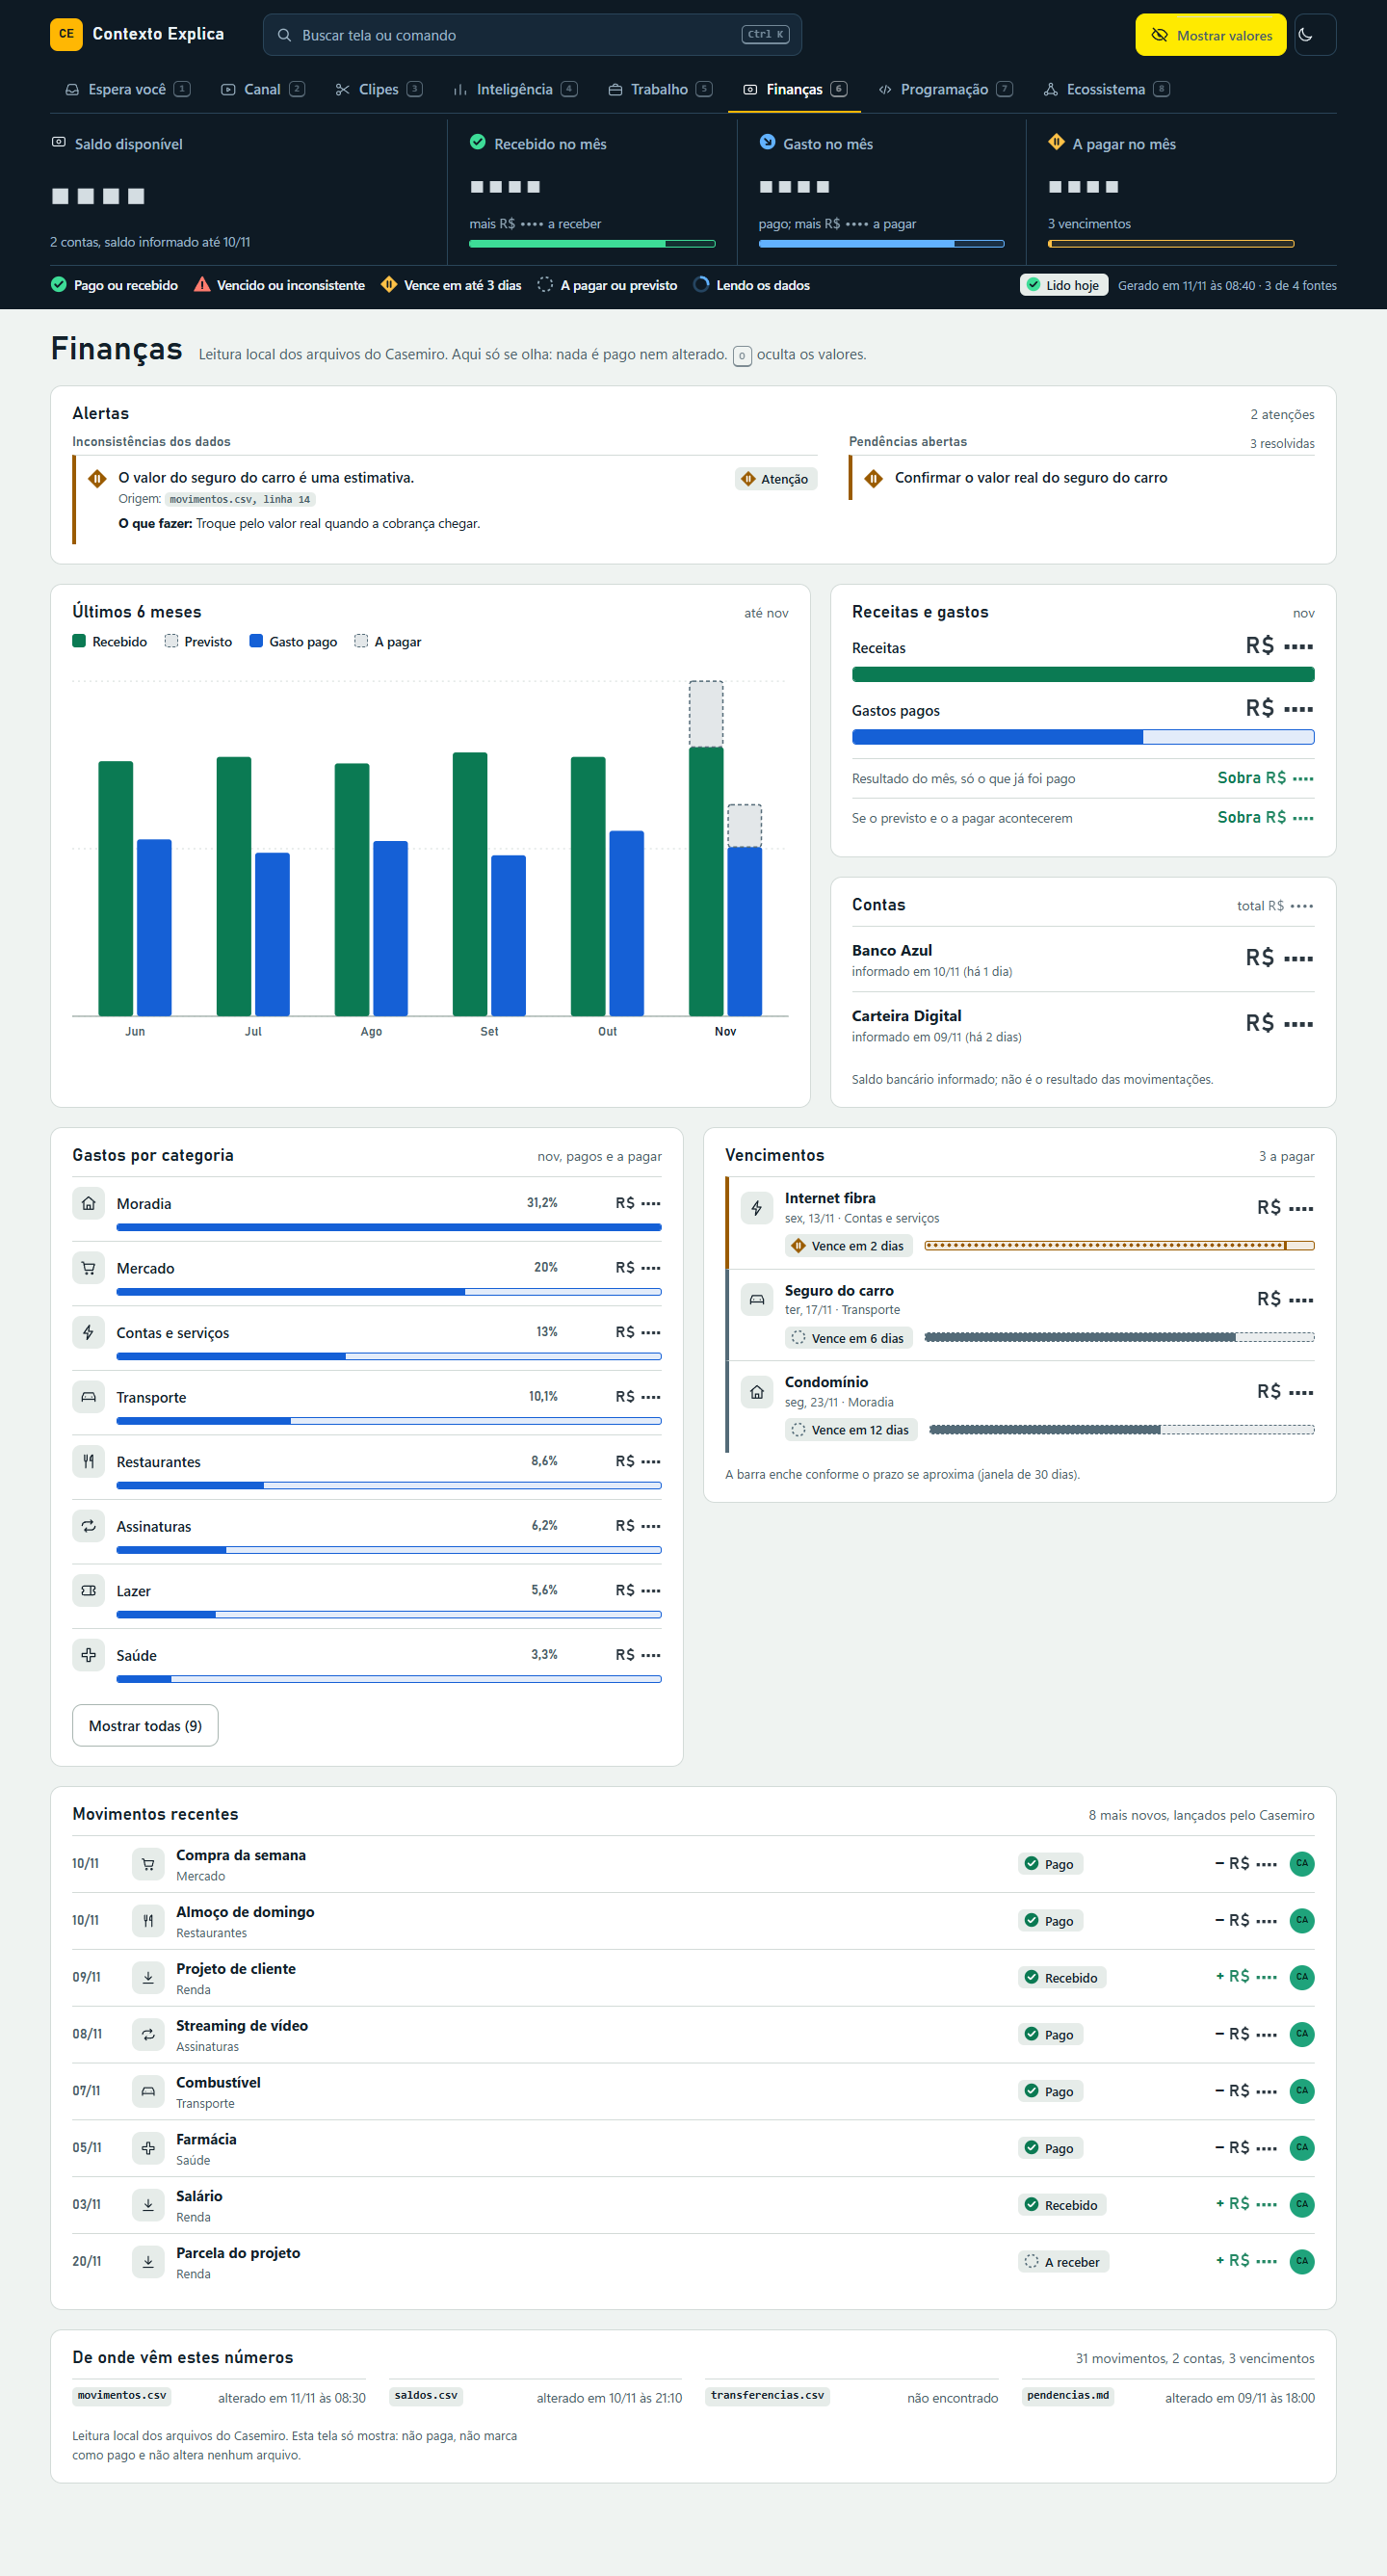 CE Contexto Explica
Buscar tela ou comando Ctrl K
Mostrar valores
Espera você 1 Canal 2 Clipes 3 Inteligência 4 Trabalho 5 Finanças 6 Programação 7 Ecossistema 8
Saldo disponível
2 contas, saldo informado até 10/11
Recebido no mês
mais R$ •••• a receber
Gasto no mês
pago; mais R$ •••• a pagar
A pagar no mês
3 vencimentos
Pago ou recebido Vencido ou inconsistente Vence em até 3 dias A pagar ou previsto Lendo os dados
Lido hoje Gerado em 11/11 às 08:40 · 3 de 4 fontes
Finanças Leitura local dos arquivos do Casemiro. Aqui só se olha: nada é pago nem alterado. O oculta os valores.
Alertas 2 atenções
Inconsistências dos dados
O valor do seguro do carro é uma estimativa. Atenção
Origem: movimentos.csv, linha 14
O que fazer: Troque pelo valor real quando a cobrança chegar.
Pendências abertas 3 resolvidas
Confirmar o valor real do seguro do carro
Últimos 6 meses até nov
Recebido Previsto Gasto pago A pagar
Jun Jul Ago Set Out Nov
Receitas e gastos nov
Receitas R$ ••••
Gastos pagos R$ ••••
Resultado do mês, só o que já foi pago Sobra R$ ••••
Se o previsto e o a pagar acontecerem Sobra R$ ••••
Contas total R$ ••••
Banco Azul R$ ••••
informado em 10/11 (há 1 dia)
Carteira Digital R$ ••••
informado em 09/11 (há 2 dias)
Saldo bancário informado; não é o resultado das movimentações.
Gastos por categoria nov, pagos e a pagar
Moradia 31,2% R$ ••••
Mercado 20% R$ ••••
Contas e serviços 13% R$ ••••
Transporte 10,1% R$ ••••
Restaurantes 8,6% R$ ••••
Assinaturas 6,2% R$ ••••
Lazer 5,6% R$ ••••
Saúde 3,3% R$ ••••
Mostrar todas (9)
Vencimentos 3 a pagar
Internet fibra R$ ••••
sex, 13/11 · Contas e serviços
Vence em 2 dias
Seguro do carro R$ ••••
ter, 17/11 · Transporte
Vence em 6 dias
Condomínio R$ ••••
seg, 23/11 · Moradia
Vence em 12 dias
A barra enche conforme o prazo se aproxima (janela de 30 dias).
Movimentos recentes 8 mais novos, lançados pelo Casemiro
10/11 Compra da semana Pago − R$ •••• CA
Mercado
10/11 Almoço de domingo Pago − R$ •••• CA
Restaurantes
09/11 Projeto de cliente Recebido + R$ •••• CA
Renda
08/11 Streaming de vídeo Pago − R$ •••• CA
Assinaturas
07/11 Combustível Pago − R$ •••• CA
Transporte
05/11 Farmácia Pago − R$ •••• CA
Saúde
03/11 Salário Recebido + R$ •••• CA
Renda
20/11 Parcela do projeto A receber + R$ •••• CA
Renda
De onde vêm estes números 31 movimentos, 2 contas, 3 vencimentos
movimentos.csv alterado em 11/11 às 08:30 saldos.csv alterado em 10/11 às 21:10 transferencias.csv não encontrado pendencias.md alterado em 09/11 às 18:00
Leitura local dos arquivos do Casemiro. Esta tela só mostra: não paga, não marca
como pago e não altera nenhum arquivo.